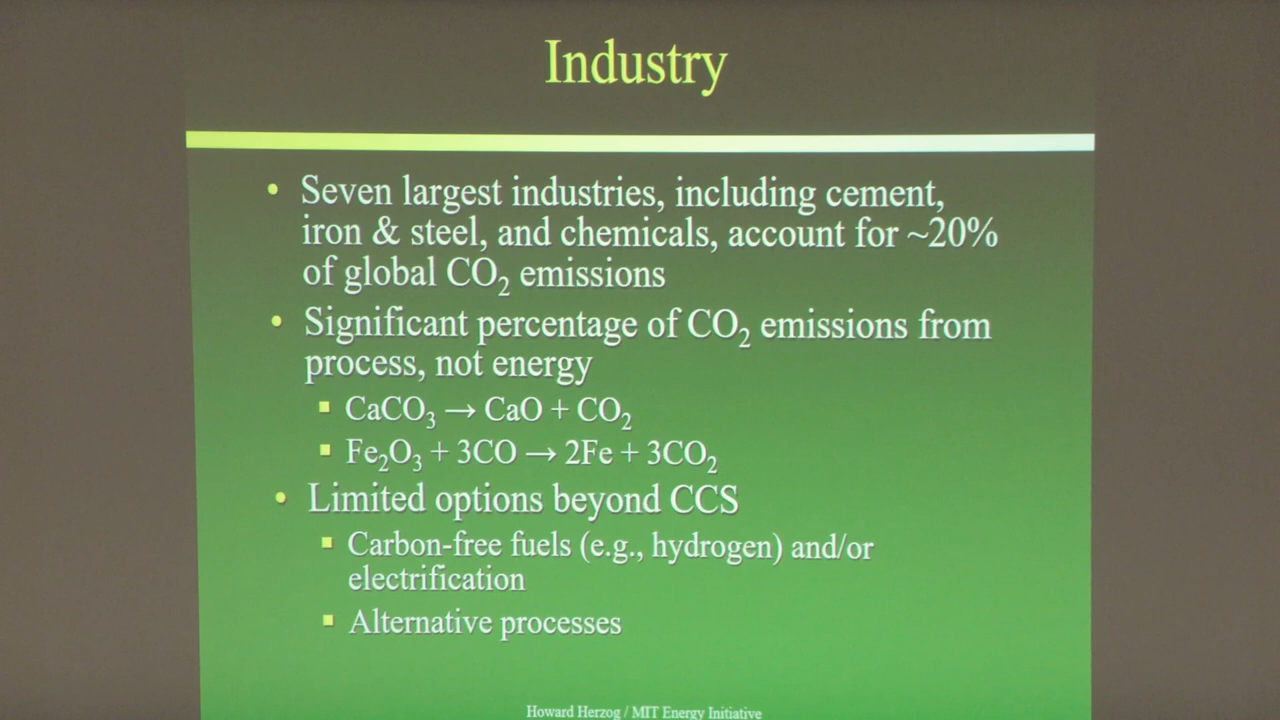 Industry
• Seven largest industries, including cement,
iron & steel, and chemicals, account for ~20%
of global CO₂ emissions
• Significant percentage of CO₂ emissions from
process, not energy
▪ CaCO₃ → CaO + CO₂
▪ Fe₂O₃ + 3CO → 2Fe + 3CO₂
• Limited options beyond CCS
▪ Carbon-free fuels (e.g., hydrogen) and/or
electrification
▪ Alternative processes
Howard Herzog / MIT Energy Initiative